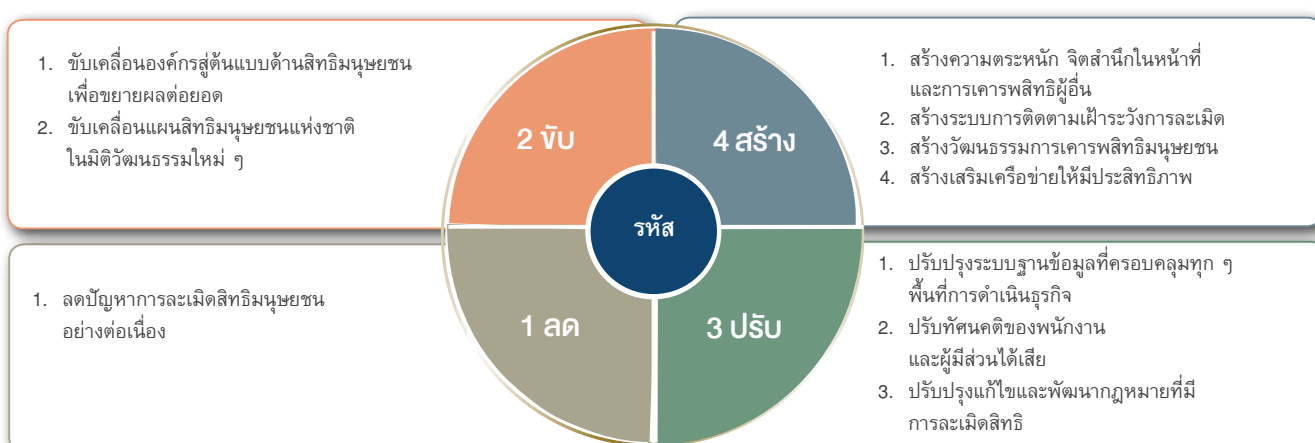 1. ขับเคลื่อนองค์กรสู่ต้นแบบด้านสิทธิมนุษยชน
เพื่อขยายผลต่อยอด
2. ขับเคลื่อนแผนสิทธิมนุษยชนแห่งชาติ
ในมิติวัฒนธรรมใหม่ ๆ
2 ขับ
4 สร้าง
1. สร้างความตระหนัก จิตสำนึกในหน้าที่
และการเคารพสิทธิผู้อื่น
2. สร้างระบบการติดตามเฝ้าระวังการละเมิด
3. สร้างวัฒนธรรมการเคารพสิทธิมนุษยชน
4. สร้างเสริมเครือข่ายให้มีประสิทธิภาพ
รหัส
1. ลดปัญหาการละเมิดสิทธิมนุษยชน
อย่างต่อเนื่อง
1 ลด
3 ปรับ
1. ปรับปรุงระบบฐานข้อมูลที่ครอบคลุมทุก ๆ
พื้นที่การดำเนินธุรกิจ
2. ปรับทัศนคติของพนักงาน
และผู้มีส่วนได้เสีย
3. ปรับปรุงแก้ไขและพัฒนากฎหมายที่มี
การละเมิดสิทธิ